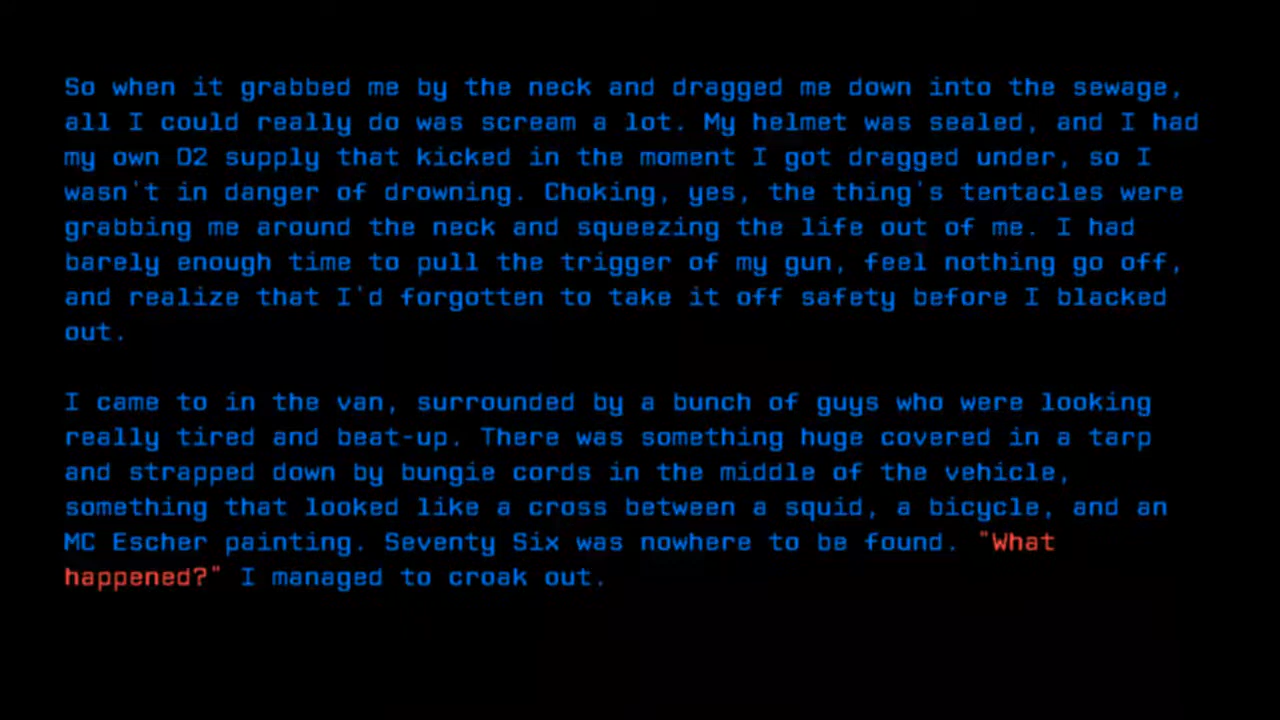 So when it grabbed me by the neck and dragged me down into the sewage,
all I could really do was scream a lot. My helmet was sealed, and I had
my own O2 supply that kicked in the moment I got dragged under, so I
wasn't in danger of drowning. Choking, yes, the thing's tentacles were
grabbing me around the neck and squeezing the life out of me. I had
barely enough time to pull the trigger of my gun, feel nothing go off,
and realize that I'd forgotten to take it off safety before I blacked
out.
I came to in the van, surrounded by a bunch of guys who were looking
really tired and beat-up. There was something huge covered in a tarp
and strapped down by bungie cords in the middle of the vehicle,
something that looked like a cross between a squid, a bicycle, and an
MC Escher painting. Seventy Six was nowhere to be found. "What
happened?" I managed to croak out.